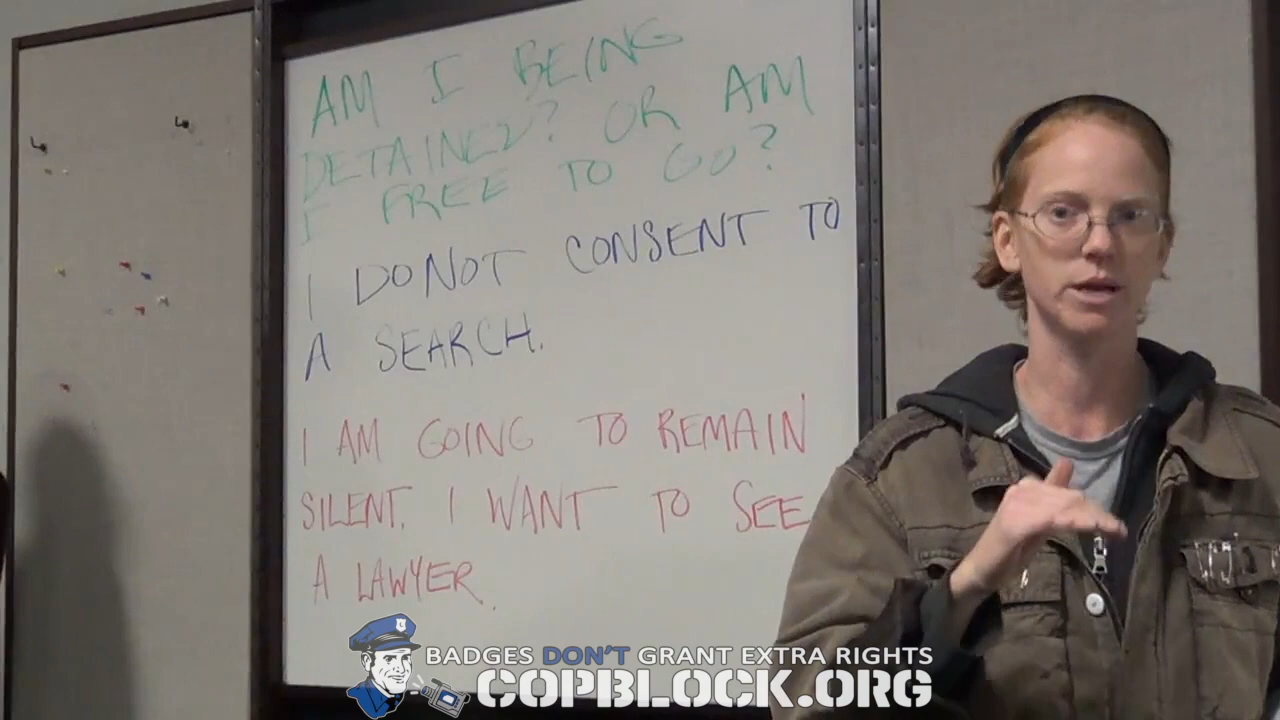 AM I BEING
DETAINED? OR AM
I FREE TO GO?
I DO NOT CONSENT TO
A SEARCH.
I AM GOING TO REMAIN
SILENT. I WANT TO SEE
A LAWYER.
BADGES DON'T GRANT EXTRA RIGHTS
COPBLOCK.ORG